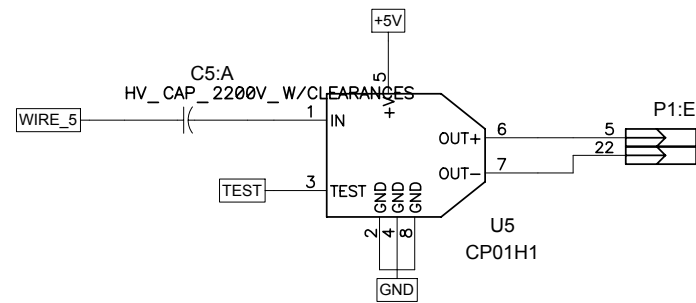 +5V
C5:A
HV_CAP_2200V_W/CLEARANCES
5
+V
P1:E
WIRE_5
1
IN
OUT+
6
5
22
OUT-
7
TEST
3
TEST
GND
GND
GND
2
4
8
U5
CP01H1
GND